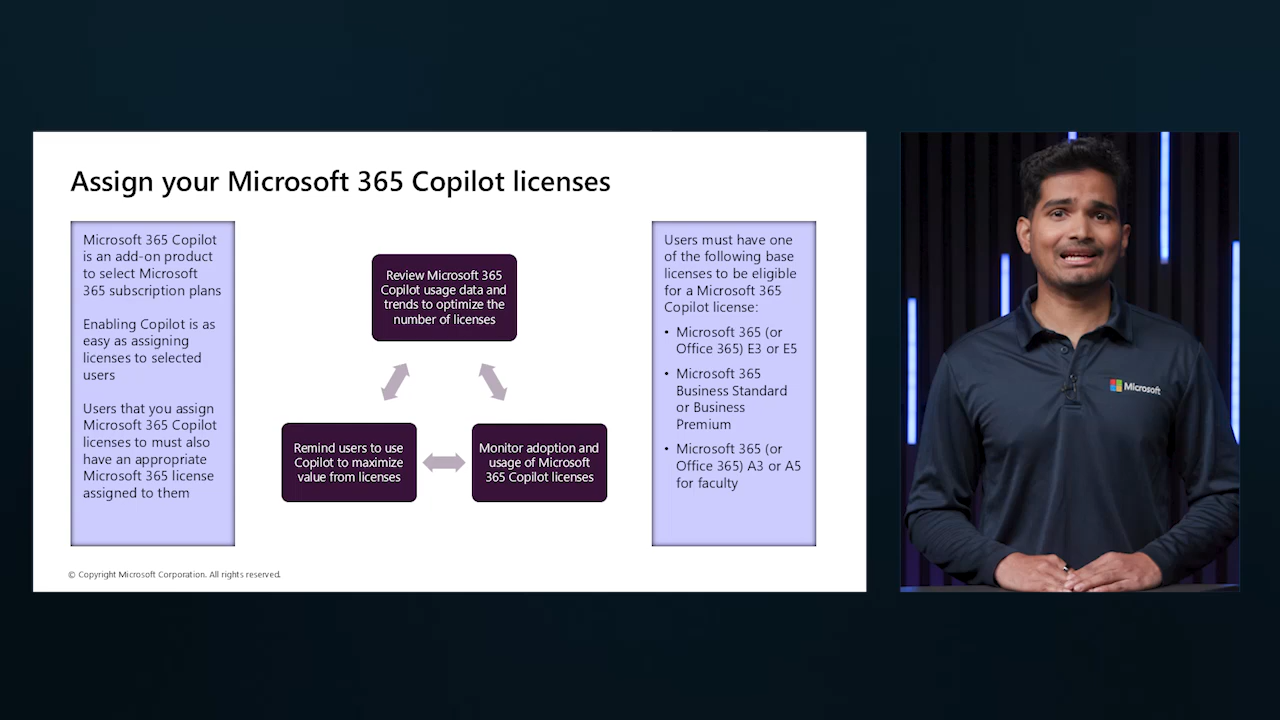 Assign your Microsoft 365 Copilot licenses
Microsoft 365 Copilot
is an add-on product
to select Microsoft
365 subscription plans
Enabling Copilot is as
easy as assigning
licenses to selected
users
Users that you assign
Microsoft 365 Copilot
licenses to must also
have an appropriate
Microsoft 365 license
assigned to them
Review Microsoft 365
Copilot usage data and
trends to optimize the
number of licenses
Remind users to use
Copilot to maximize
value from licenses
Monitor adoption and
usage of Microsoft
365 Copilot licenses
Users must have one
of the following base
licenses to be eligible
for a Microsoft 365
Copilot license:
• Microsoft 365 (or
Office 365) E3 or E5
• Microsoft 365
Business Standard
or Business
Premium
• Microsoft 365 (or
Office 365) A3 or A5
for faculty
© Copyright Microsoft Corporation. All rights reserved.
Microsoft